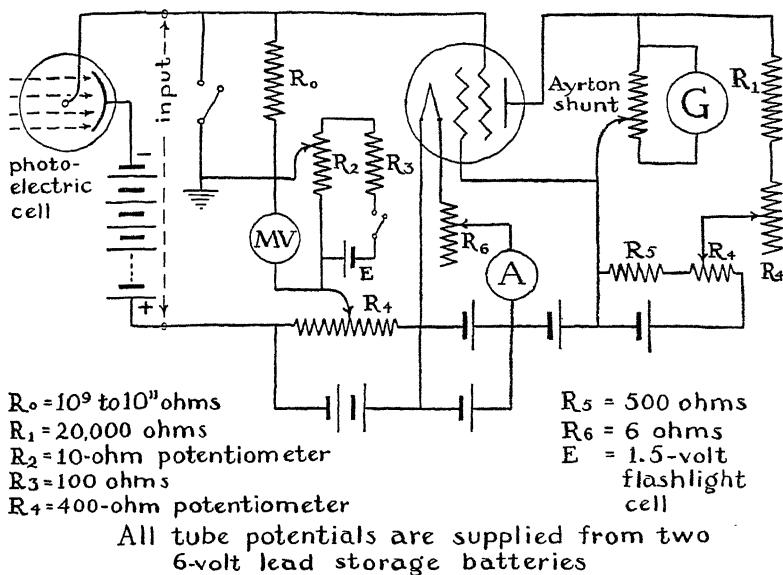 input
R₀
Ayrton
shunt
G
R₁
photo-
electric
cell
−
+
R₂
R₃
MV
E
R₆
A
R₅
R₄
R₄
R₄
R₀ = 10⁹ to 10¹¹ ohms
R₁ = 20,000 ohms
R₂ = 10-ohm potentiometer
R₃ = 100 ohms
R₄ = 400-ohm potentiometer
R₅ = 500 ohms
R₆ = 6 ohms
E = 1.5-volt
flashlight
cell
All tube potentials are supplied from two
6-volt lead storage batteries